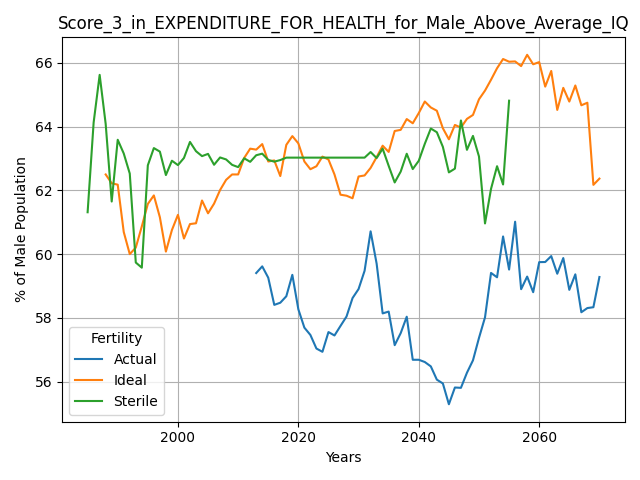 Score_3_in_EXPENDITURE_FOR_HEALTH_for_Male_Above_Average_IQ
% of Male Population
66
64
62
60
58
56
Fertility
Actual
Ideal
Sterile
2000
2020
2040
2060
Years